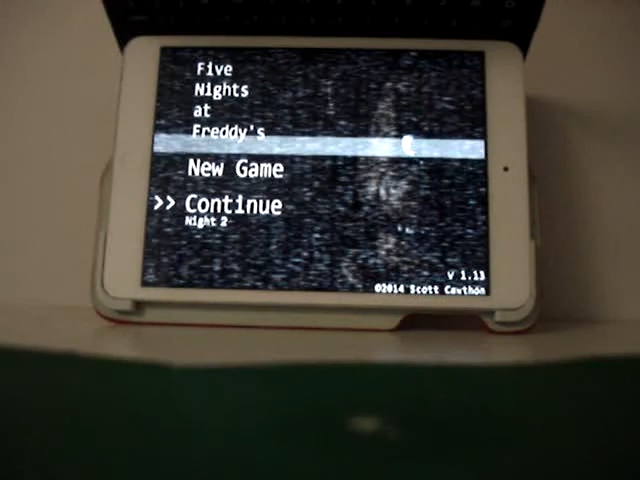 Five
Nights
at
Freddy's
New Game
>> Continue
Night 2
v 1.13
©2014 Scott Cawthon